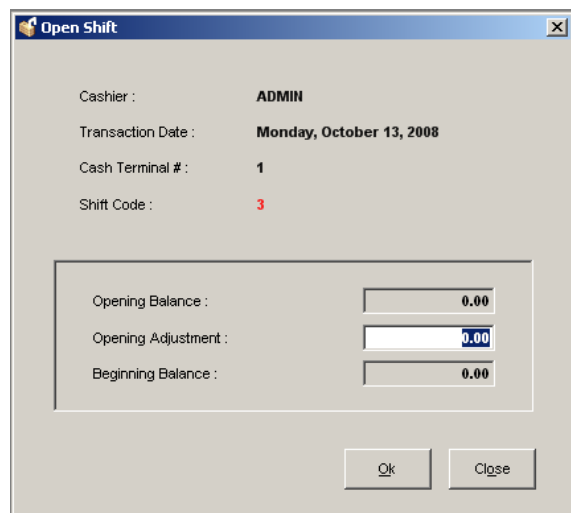 Open Shift
Cashier : ADMIN
Transaction Date : Monday, October 13, 2008
Cash Terminal # : 1
Shift Code : 3
Opening Balance : 0.00
Opening Adjustment : 0.00
Beginning Balance : 0.00
Ok Close